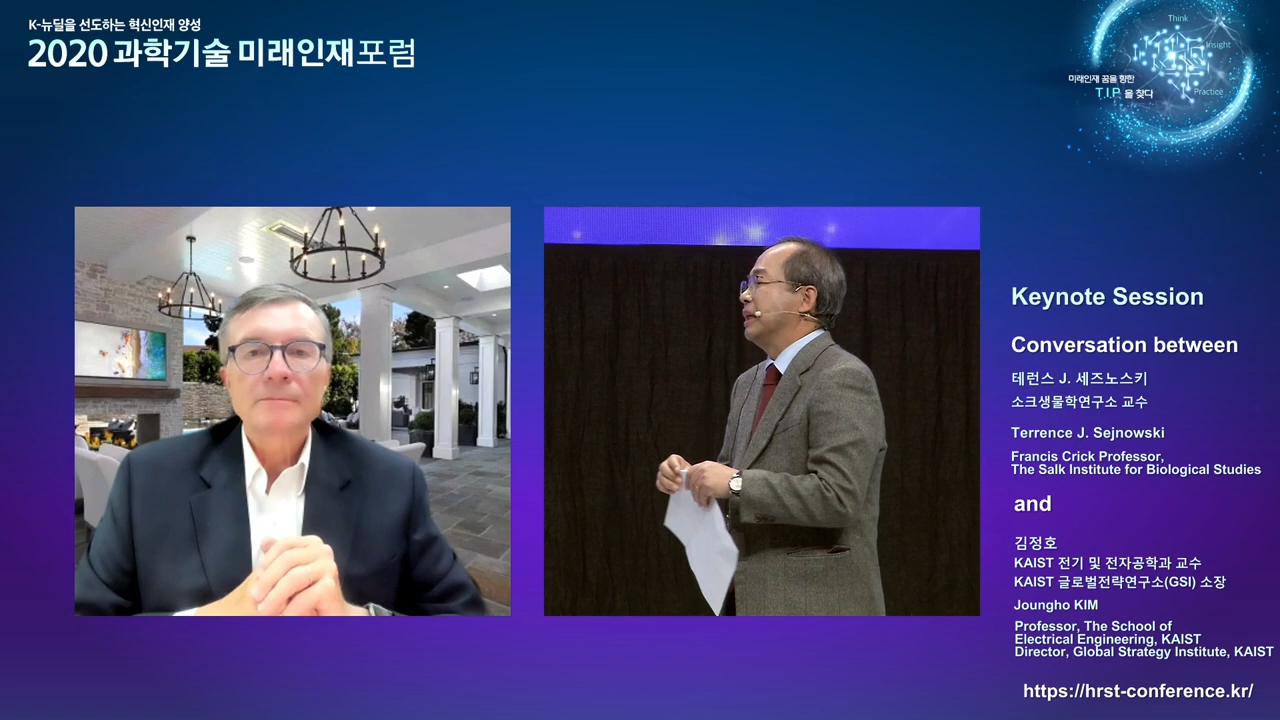 K-뉴딜을 선도하는 혁신인재 양성
2020 과학기술 미래인재포럼
Think
Insight
미래인재 꿈을 향한
T.I.P 을 찾다
Practice
Keynote Session
Conversation between
테런스 J. 세즈노스키
소크생물학연구소 교수
Terrence J. Sejnowski
Francis Crick Professor,
The Salk Institute for Biological Studies
and
김정호
KAIST 전기 및 전자공학과 교수
KAIST 글로벌전략연구소(GSI) 소장
Joungho KIM
Professor, The School of
Electrical Engineering, KAIST
Director, Global Strategy Institute, KAIST
https://hrst-conference.kr/